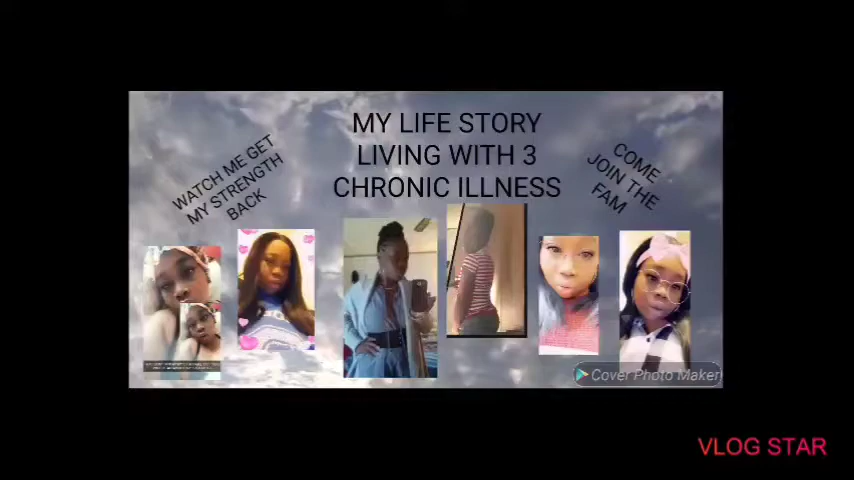 MY LIFE STORY
LIVING WITH 3
CHRONIC ILLNESS
WATCH ME GET
MY STRENGTH
BACK
COME
JOIN THE
FAM
Cover Photo Maker
VLOG STAR